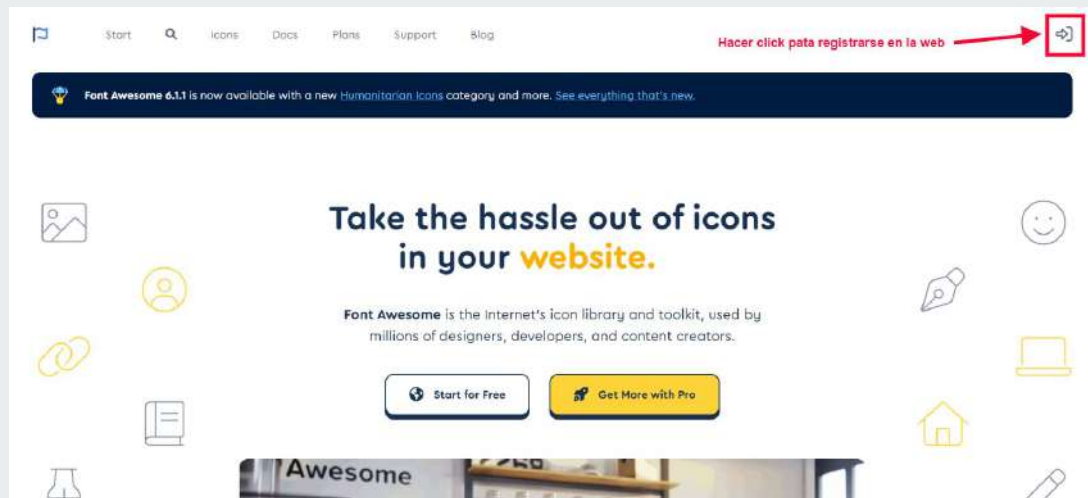 Start Icons Docs Plans Support Blog
Hacer click pata registrarse en la web
Font Awesome 6.1.1 is now available with a new Humanitarian Icons category and more. See everything that's new.
Take the hassle out of icons
in your website.
Font Awesome is the Internet's icon library and toolkit, used by
millions of designers, developers, and content creators.
Start for Free Get More with Pro
Awesome